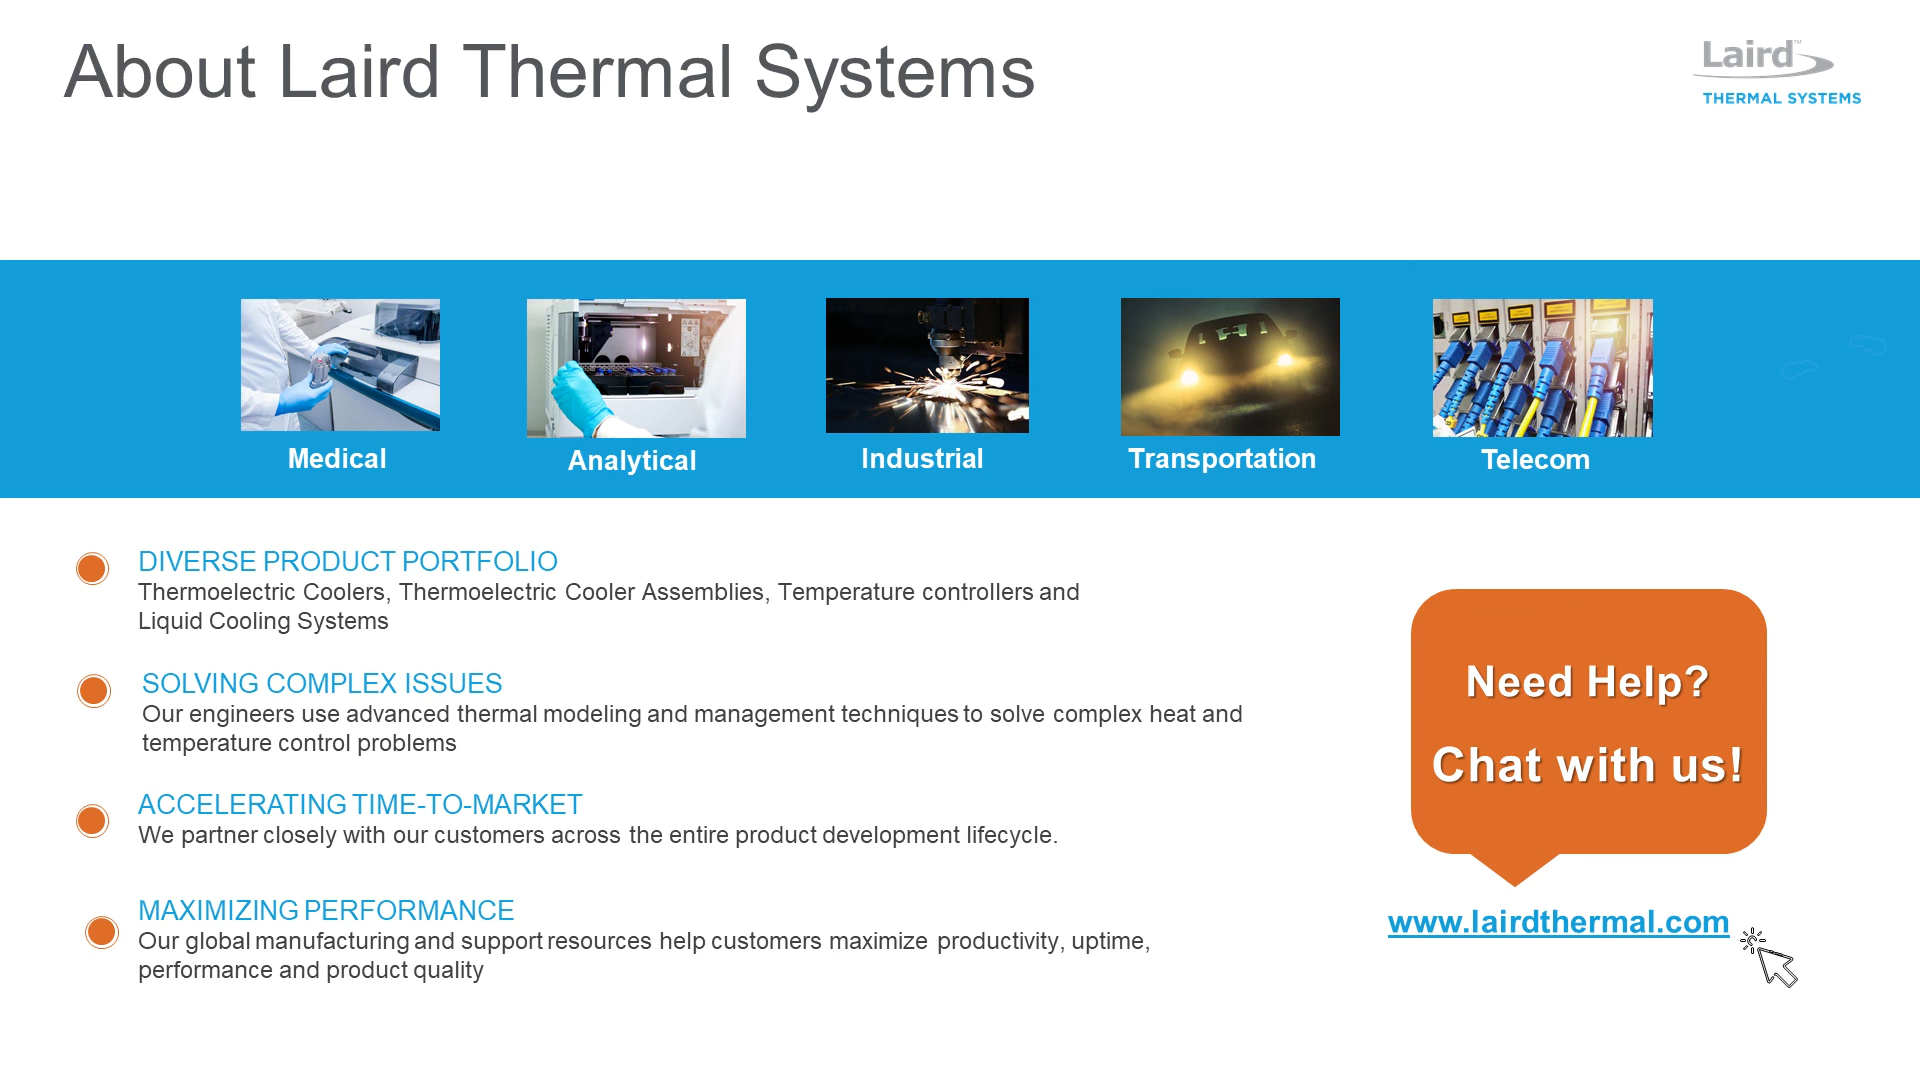 About Laird Thermal Systems
Laird™
THERMAL SYSTEMS
Medical
Analytical
Industrial
Transportation
Telecom
DIVERSE PRODUCT PORTFOLIO
Thermoelectric Coolers, Thermoelectric Cooler Assemblies, Temperature controllers and
Liquid Cooling Systems
SOLVING COMPLEX ISSUES
Our engineers use advanced thermal modeling and management techniques to solve complex heat and
temperature control problems
ACCELERATING TIME-TO-MARKET
We partner closely with our customers across the entire product development lifecycle.
MAXIMIZING PERFORMANCE
Our global manufacturing and support resources help customers maximize productivity, uptime,
performance and product quality
Need Help?
Chat with us!
www.lairdthermal.com